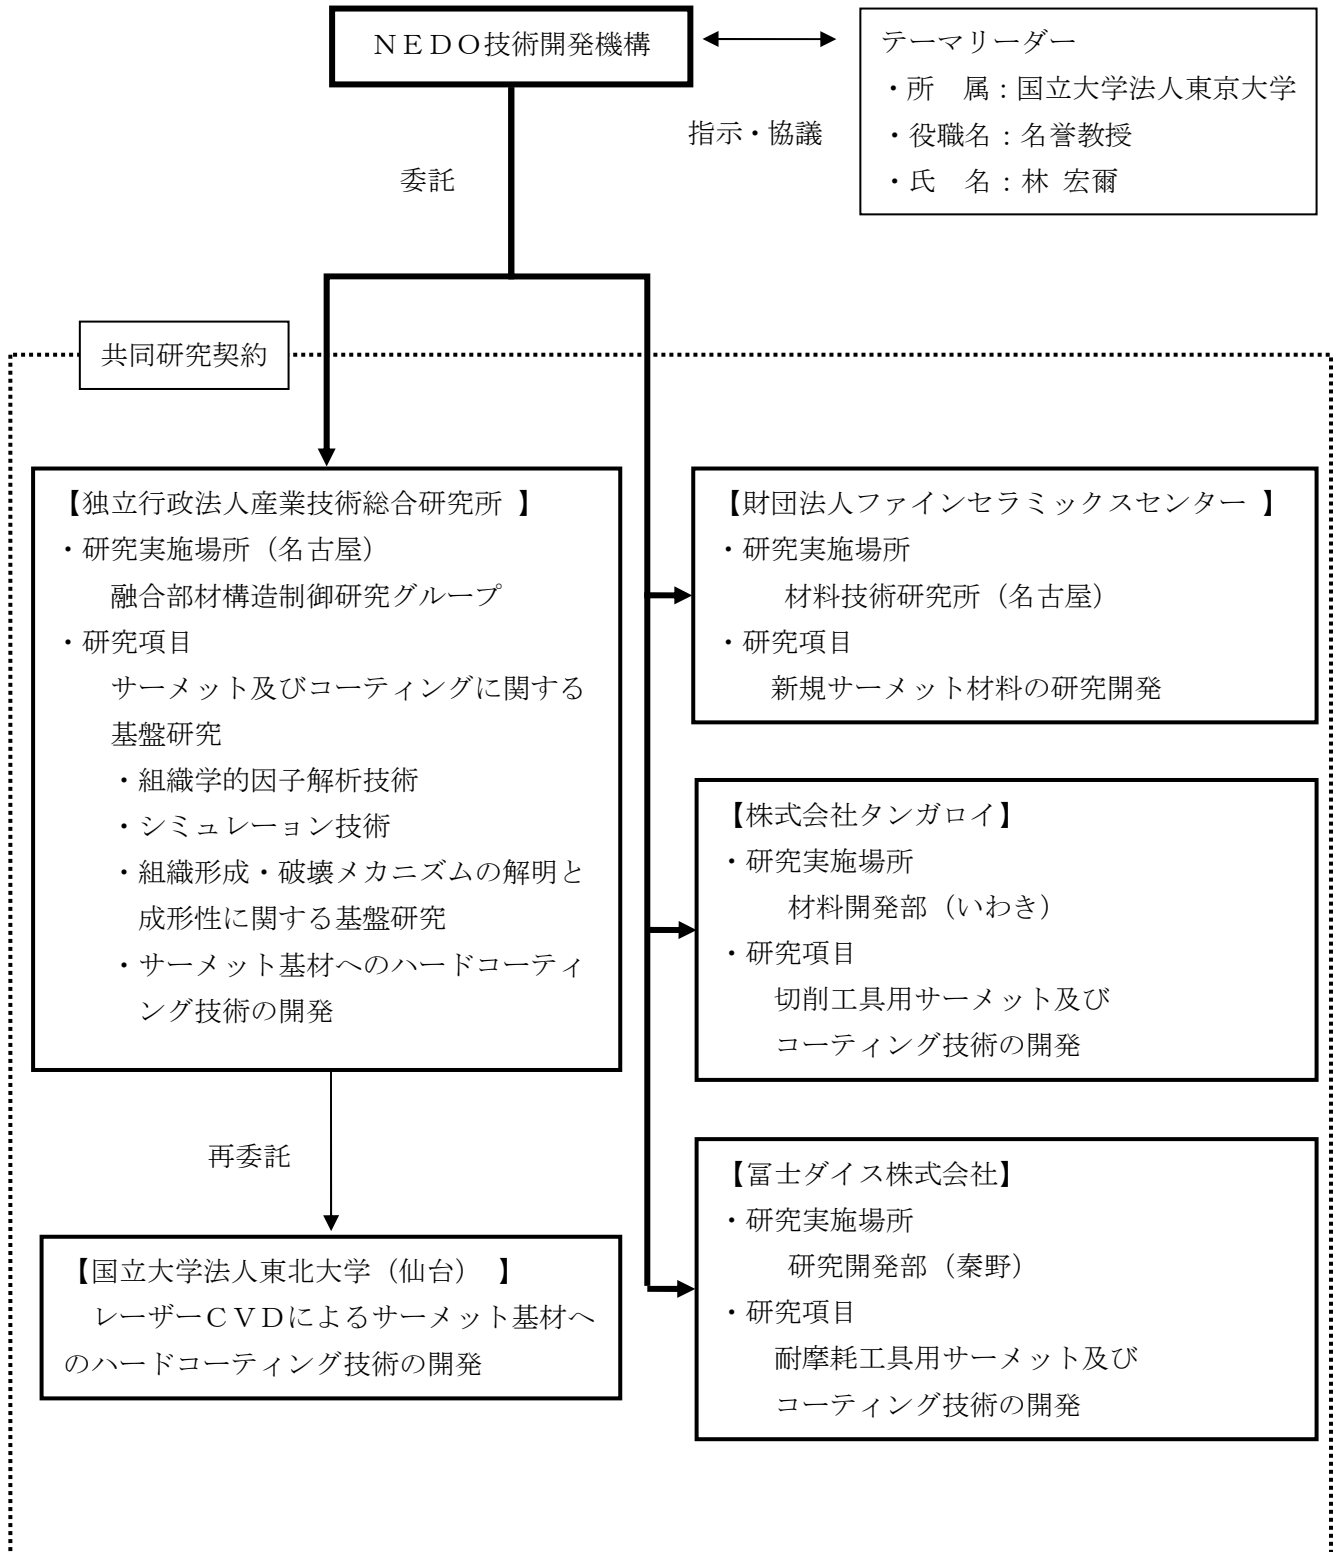 ＮＥＤＯ技術開発機構
テーマリーダー
・所　属：国立大学法人東京大学
・役職名：名誉教授
・氏　名：林 宏爾
指示・協議
委託
共同研究契約
【独立行政法人産業技術総合研究所 】
・研究実施場所（名古屋）
融合部材構造制御研究グループ
・研究項目
サーメット及びコーティングに関する
基盤研究
・組織学的因子解析技術
・シミュレーション技術
・組織形成・破壊メカニズムの解明と
成形性に関する基盤研究
・サーメット基材へのハードコーティ
ング技術の開発
再委託
【国立大学法人東北大学（仙台） 】
レーザーＣＶＤによるサーメット基材へ
のハードコーティング技術の開発
【財団法人ファインセラミックスセンター 】
・研究実施場所
材料技術研究所（名古屋）
・研究項目
新規サーメット材料の研究開発
【株式会社タンガロイ】
・研究実施場所
材料開発部（いわき）
・研究項目
切削工具用サーメット及び
コーティング技術の開発
【冨士ダイス株式会社】
・研究実施場所
研究開発部（秦野）
・研究項目
耐摩耗工具用サーメット及び
コーティング技術の開発